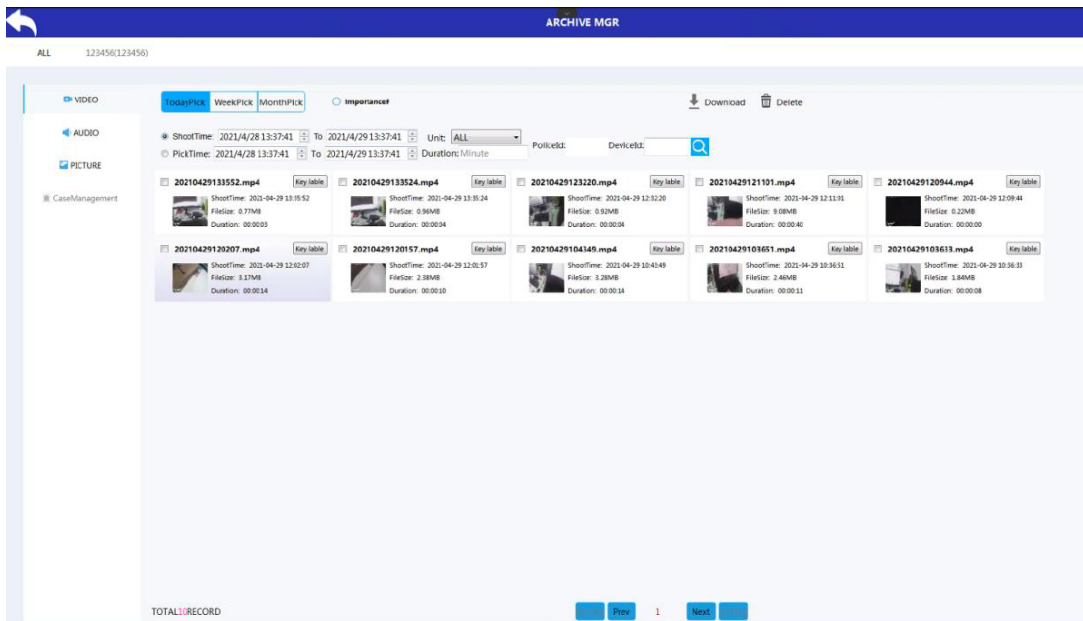 ARCHIVE MGR
ALL 123456(123456)
VIDEO
AUDIO
PICTURE
CaseManagement
TodayPick WeekPick MonthPick Importance! Download Delete
ShootTime: 2021/4/28 13:37:41 To 2021/4/29 13:37:41 Unit: ALL PoliceId: DeviceId:
PickTime: 2021/4/28 13:37:41 To 2021/4/29 13:37:41 Duration: Minute
20210429133552.mp4 Key lable
ShootTime: 2021-04-29 13:35:52
FileSize: 0.77MB
Duration: 00:00:03
20210429133524.mp4 Key lable
ShootTime: 2021-04-29 13:35:24
FileSize: 0.96MB
Duration: 00:00:04
20210429123220.mp4 Key lable
ShootTime: 2021-04-29 12:32:20
FileSize: 0.92MB
Duration: 00:00:04
20210429121101.mp4 Key lable
ShootTime: 2021-04-29 12:11:01
FileSize: 9.08MB
Duration: 00:00:40
20210429120944.mp4 Key lable
ShootTime: 2021-04-29 12:09:44
FileSize: 0.22MB
Duration: 00:00:00
20210429120207.mp4 Key lable
ShootTime: 2021-04-29 12:02:07
FileSize: 3.17MB
Duration: 00:00:14
20210429120157.mp4 Key lable
ShootTime: 2021-04-29 12:01:57
FileSize: 2.38MB
Duration: 00:00:10
20210429104349.mp4 Key lable
ShootTime: 2021-04-29 10:43:49
FileSize: 3.28MB
Duration: 00:00:14
20210429103651.mp4 Key lable
ShootTime: 2021-04-29 10:36:51
FileSize: 2.46MB
Duration: 00:00:11
20210429103633.mp4 Key lable
ShootTime: 2021-04-29 10:36:33
FileSize: 1.84MB
Duration: 00:00:08
TOTAL10RECORD Prev 1 Next